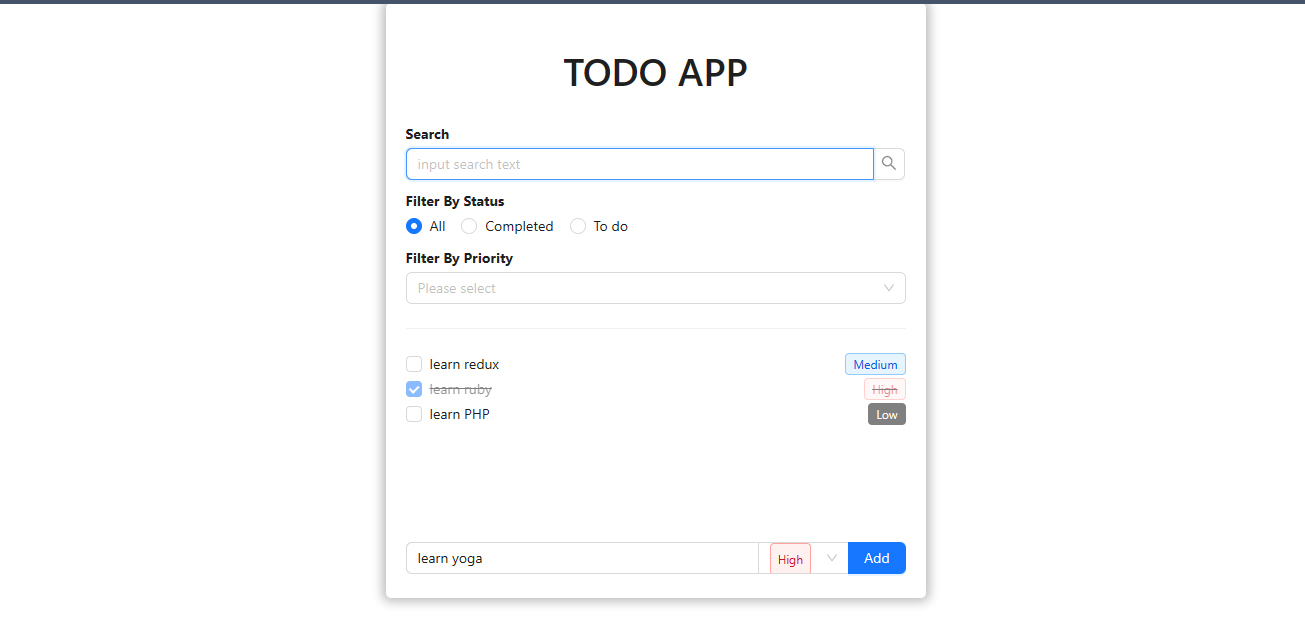 TODO APP
Search
input search text
Filter By Status
All Completed To do
Filter By Priority
Please select
learn redux Medium
learn ruby High
learn PHP Low
learn yoga High Add